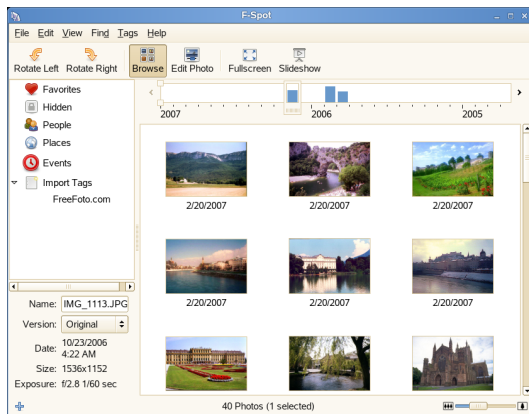 F-Spot
File Edit View Find Tags Help
Rotate Left Rotate Right Browse Edit Photo Fullscreen Slideshow
Favorites
Hidden
People
Places
Events
Import Tags
FreeFoto.com
2007 2006 2005
2/20/2007 2/20/2007 2/20/2007
2/20/2007 2/20/2007 2/20/2007
Name: IMG_1113.JPG
Version: Original
Date: 10/23/2006
4:22 AM
Size: 1536x1152
Exposure: f/2.8 1/60 sec
40 Photos (1 selected)